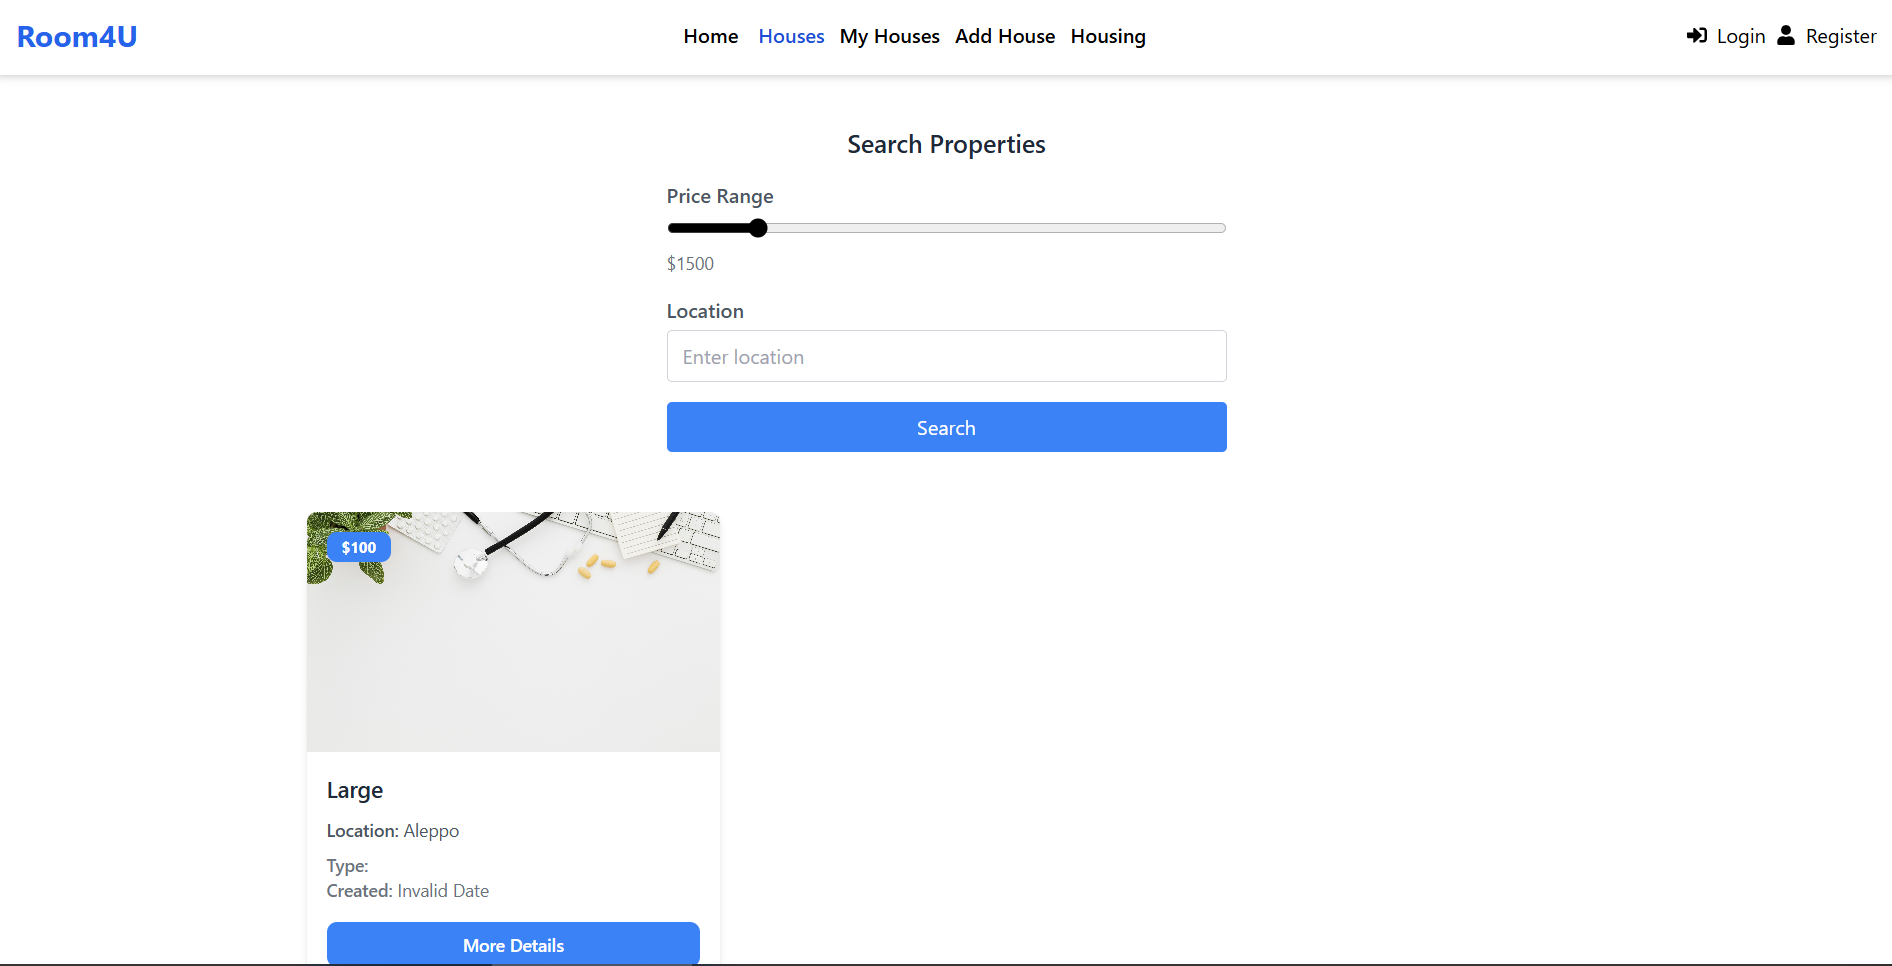 Room4U
Home Houses My Houses Add House Housing
Login Register
Search Properties
Price Range
$1500
Location
Enter location
Search
$100
Large
Location: Aleppo
Type:
Created: Invalid Date
More Details